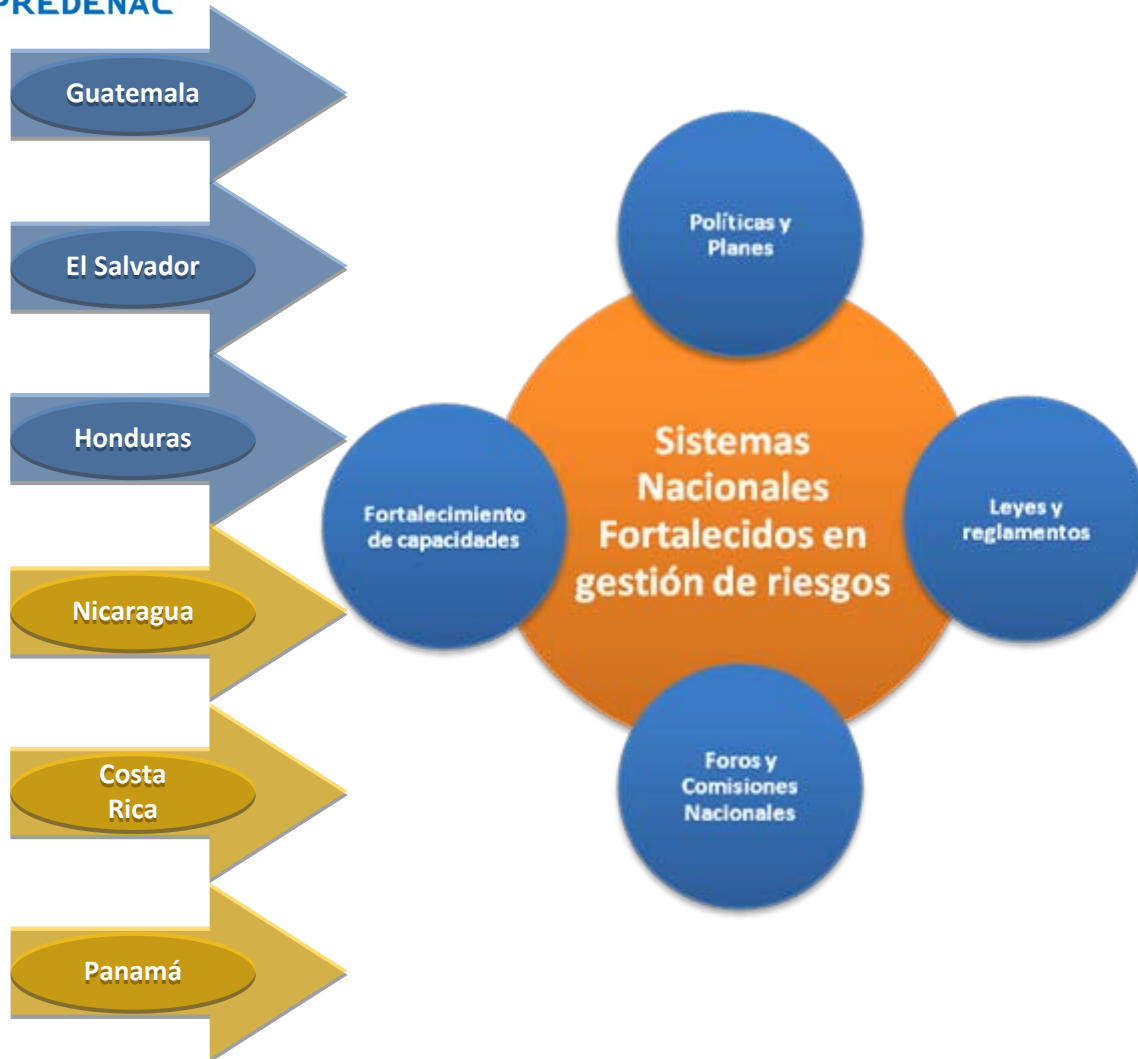 PREDENAC
Guatemala
El Salvador
Honduras
Nicaragua
Costa
Rica
Panamá
Políticas y
Planes
Fortalecimiento
de capacidades
Sistemas
Nacionales
Fortalecidos en
gestión de riesgos
Leyes y
reglamentos
Foros y
Comisiones
Nacionales